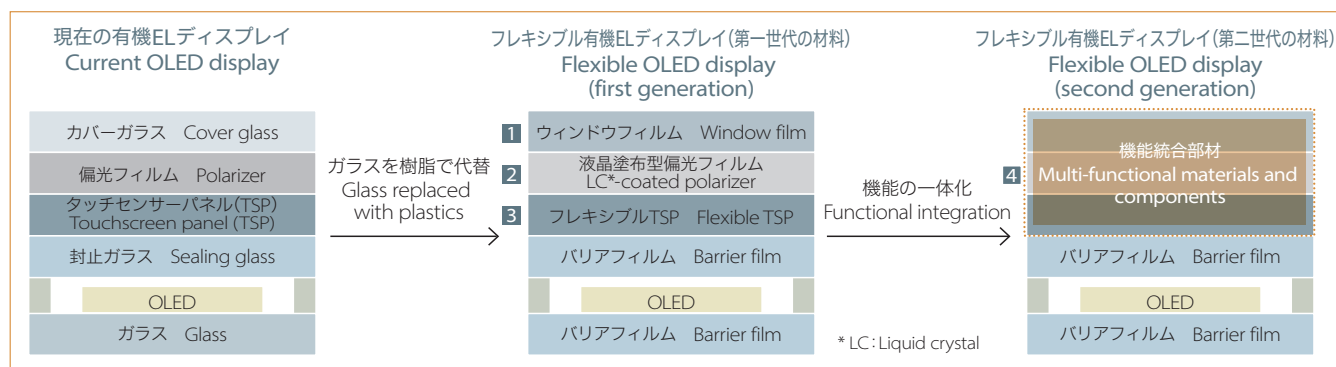 現在の有機ELディスプレイ
Current OLED display
カバーガラス Cover glass
偏光フィルム Polarizer
タッチセンサーパネル(TSP)
Touchscreen panel (TSP)
封止ガラス Sealing glass
OLED
ガラス Glass
ガラスを樹脂で代替
Glass replaced
with plastics
フレキシブル有機ELディスプレイ(第一世代の材料)
Flexible OLED display
(first generation)
1 ウィンドウフィルム Window film
2 液晶塗布型偏光フィルム
LC*-coated polarizer
3 フレキシブルTSP Flexible TSP
バリアフィルム Barrier film
OLED
バリアフィルム Barrier film
機能の一体化
Functional integration
* LC:Liquid crystal
フレキシブル有機ELディスプレイ(第二世代の材料)
Flexible OLED display
(second generation)
4 機能統合部材
Multi-functional materials and
components
バリアフィルム Barrier film
OLED
バリアフィルム Barrier film